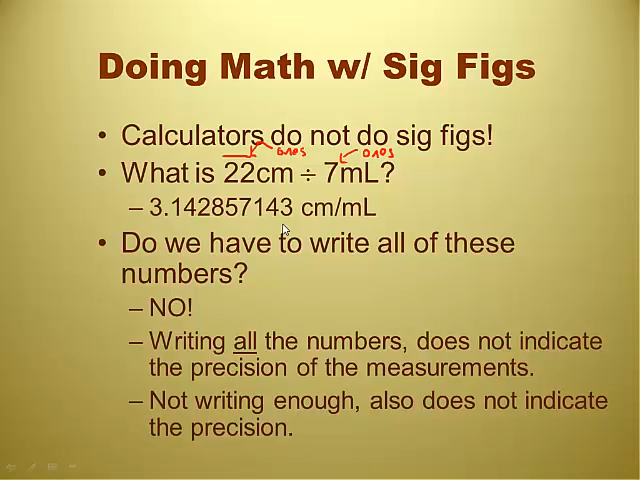 Doing Math w/ Sig Figs
• Calculators do not do sig figs!
ones ones
• What is 22cm ÷ 7mL?
– 3.142857143 cm/mL
• Do we have to write all of these
numbers?
– NO!
– Writing all the numbers, does not indicate
the precision of the measurements.
– Not writing enough, also does not indicate
the precision.